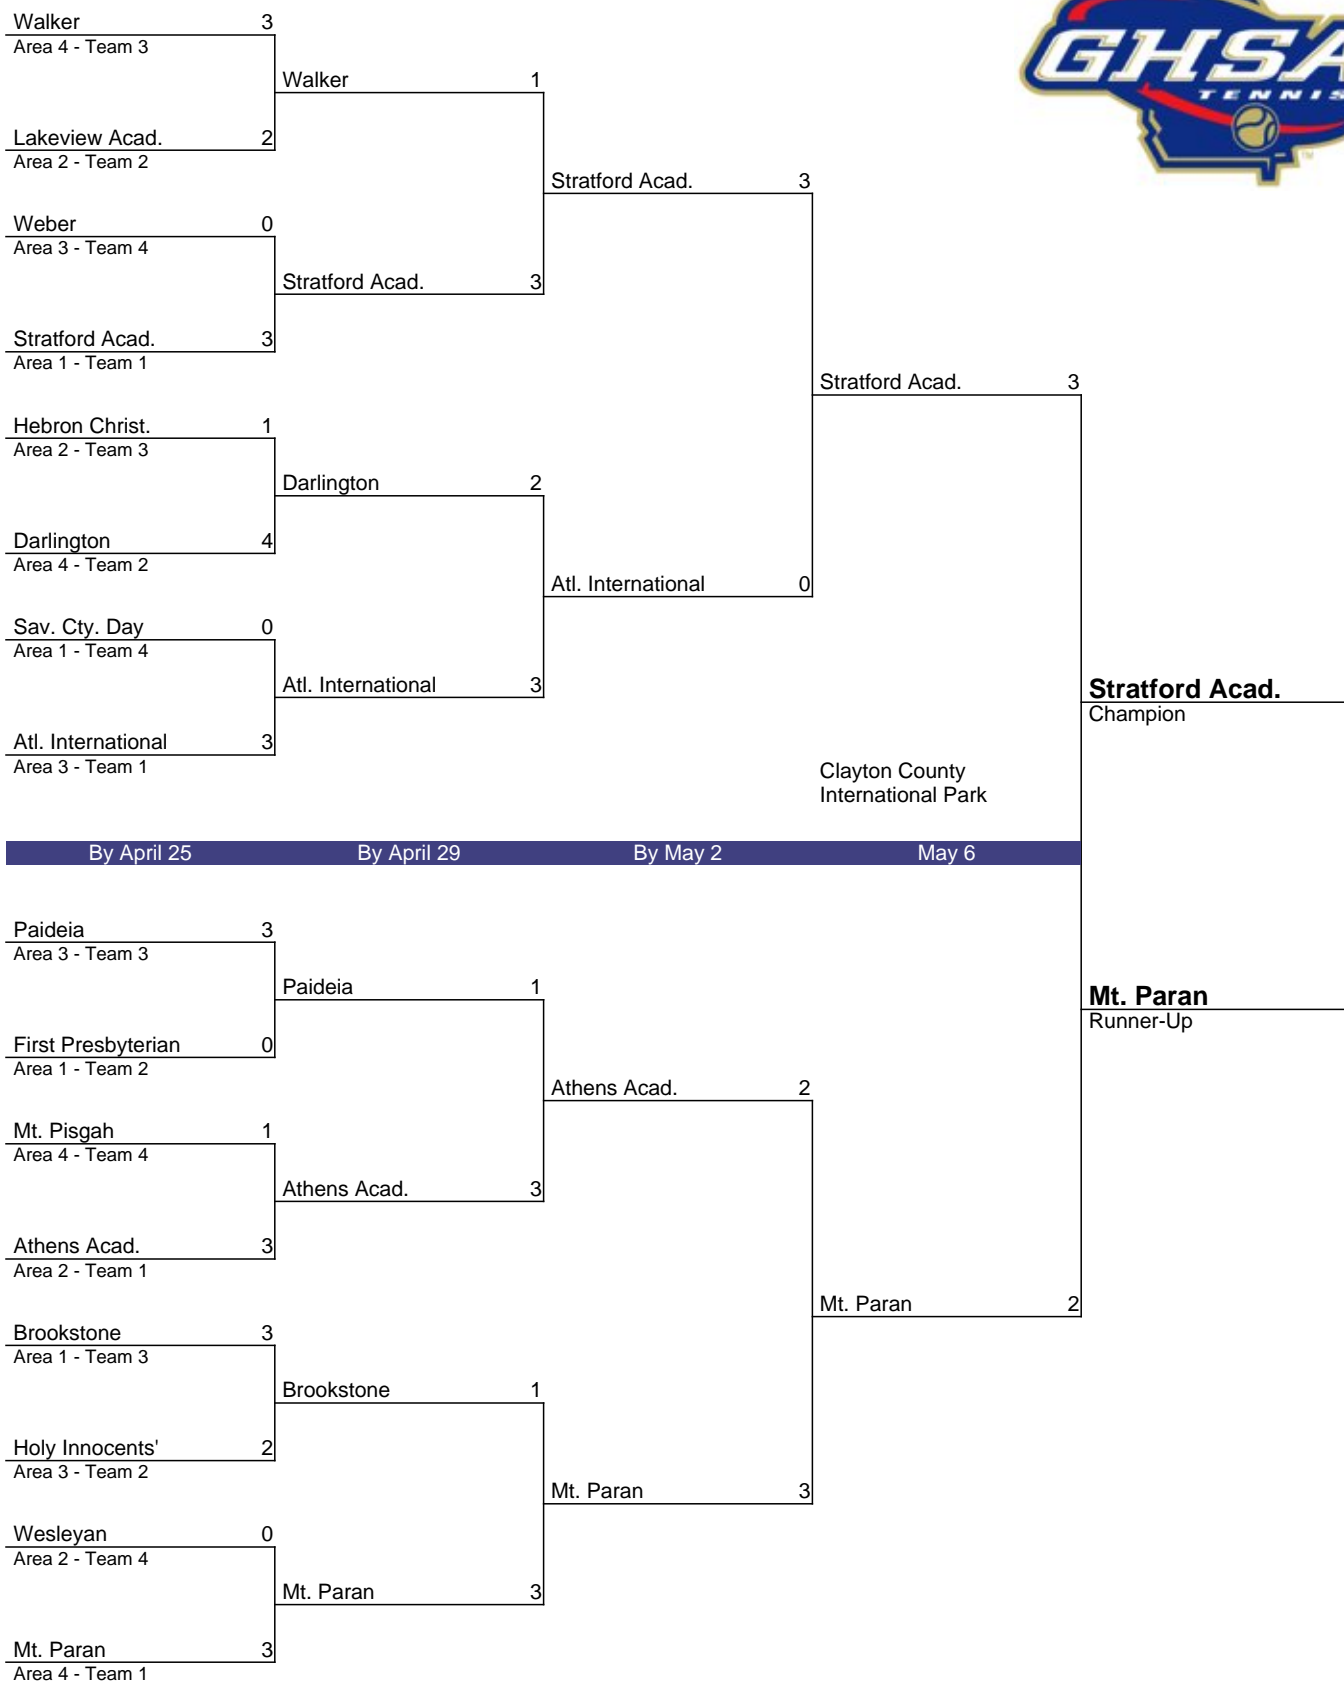 GHSA
TENNIS
Walker 3
Area 4 - Team 3
Walker 1
Lakeview Acad. 2
Area 2 - Team 2
Stratford Acad. 3
Weber 0
Area 3 - Team 4
Stratford Acad. 3
Stratford Acad. 3
Area 1 - Team 1
Stratford Acad. 3
Hebron Christ. 1
Area 2 - Team 3
Darlington 2
Darlington 4
Area 4 - Team 2
Atl. International 0
Sav. Cty. Day 0
Area 1 - Team 4
Atl. International 3
Stratford Acad.
Champion
Atl. International 3
Area 3 - Team 1
Clayton County
International Park
By April 25 By April 29 By May 2 May 6
Paideia 3
Area 3 - Team 3
Paideia 1
Mt. Paran
Runner-Up
First Presbyterian 0
Area 1 - Team 2
Athens Acad. 2
Mt. Pisgah 1
Area 4 - Team 4
Athens Acad. 3
Athens Acad. 3
Area 2 - Team 1
Mt. Paran 2
Brookstone 3
Area 1 - Team 3
Brookstone 1
Holy Innocents' 2
Area 3 - Team 2
Mt. Paran 3
Wesleyan 0
Area 2 - Team 4
Mt. Paran 3
Mt. Paran 3
Area 4 - Team 1